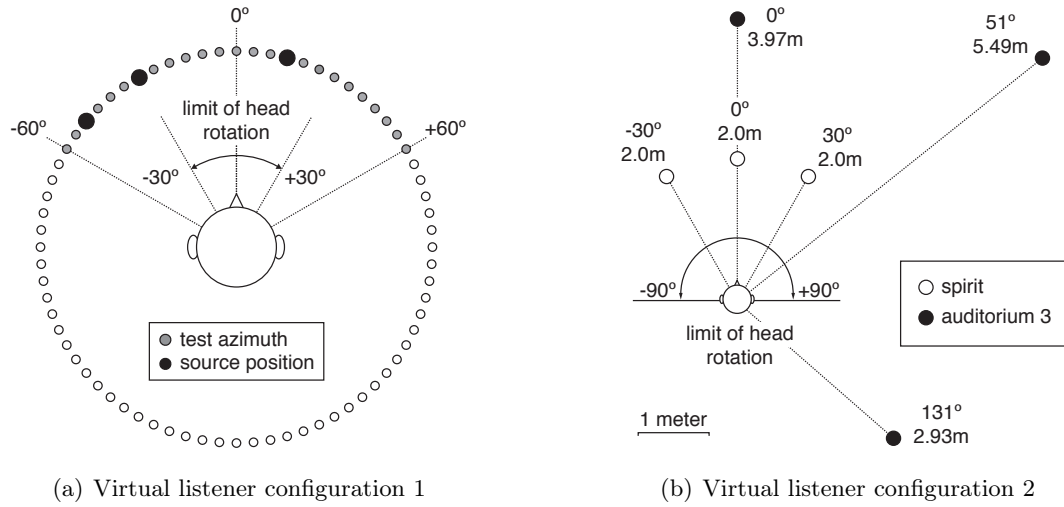 0º
-60º
+60º
limit of head
rotation
-30º
+30º
test azimuth
source position
(a) Virtual listener configuration 1
0º
3.97m
51º
5.49m
-30º
2.0m
0º
2.0m
30º
2.0m
-90º
+90º
limit of head
rotation
spirit
auditorium 3
1 meter
131º
2.93m
(b) Virtual listener configuration 2